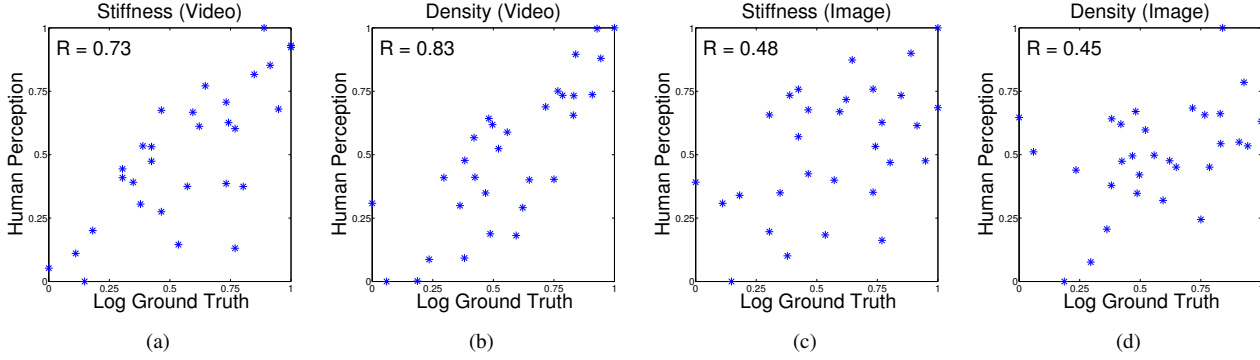 Stiffness (Video)
R = 0.73
Human Perception
1
0.75
0.5
0.25
0
0 0.25 0.5 0.75 1
Log Ground Truth
(a)
Density (Video)
R = 0.83
Human Perception
1
0.75
0.5
0.25
0
0 0.25 0.5 0.75 1
Log Ground Truth
(b)
Stiffness (Image)
R = 0.48
Human Perception
1
0.75
0.5
0.25
0
0 0.25 0.5 0.75 1
Log Ground Truth
(c)
Density (Image)
R = 0.45
Human Perception
1
0.75
0.5
0.25
0
0 0.25 0.5 0.75 1
Log Ground Truth
(d)